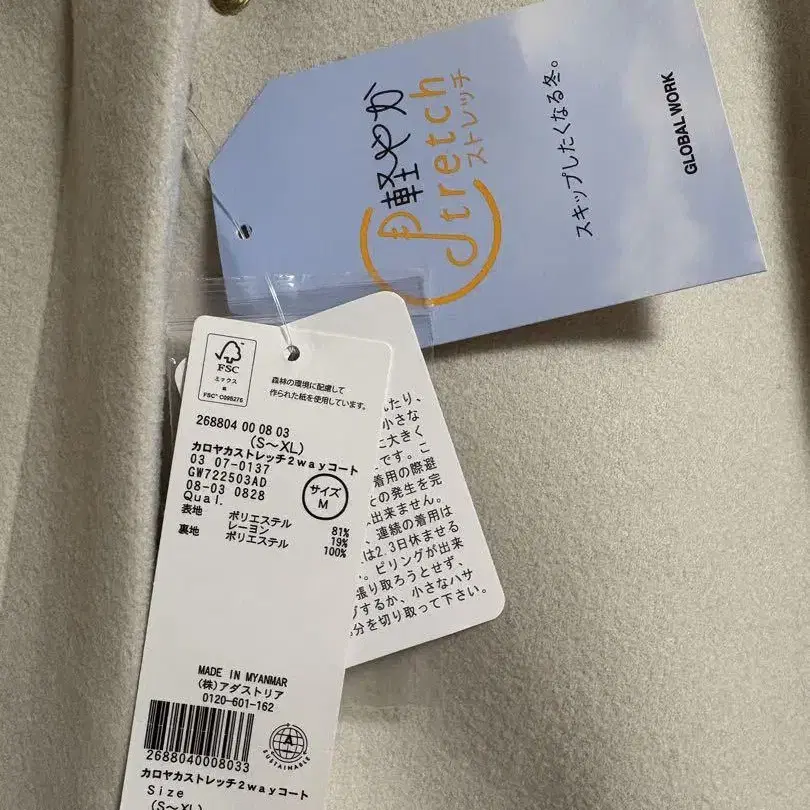 軽やか
Stretch
ストレッチ
スキップしたくなる冬。
GLOBAL WORK
FSC
ミックス
紙
FSC® C095276
森林の環境に配慮して
作られた紙を使用しています。
268804 00 08 03
(S～XL)
カロヤカストレッチ2wayコート
03 07-0137
GW722503AD
08-03 0828
Qual.
サイズ
M
表地 ポリエステル 81%
レーヨン 19%
裏地 ポリエステル 100%
MADE IN MYANMAR
(株)アダストリア
0120-601-162
2688040008033
A
SUSTAINABLE
カロヤカストレッチ2wayコート
Size
(S～XL)
たり、
小さな
に大きく
です。こ
着用の際避
ての発生を完
出来ません。
連続の着用は
は2.3日休ませる
。ピリングが出来
張り取ろうとせず、
するか、小さなハサ
分を切り取って下さい。